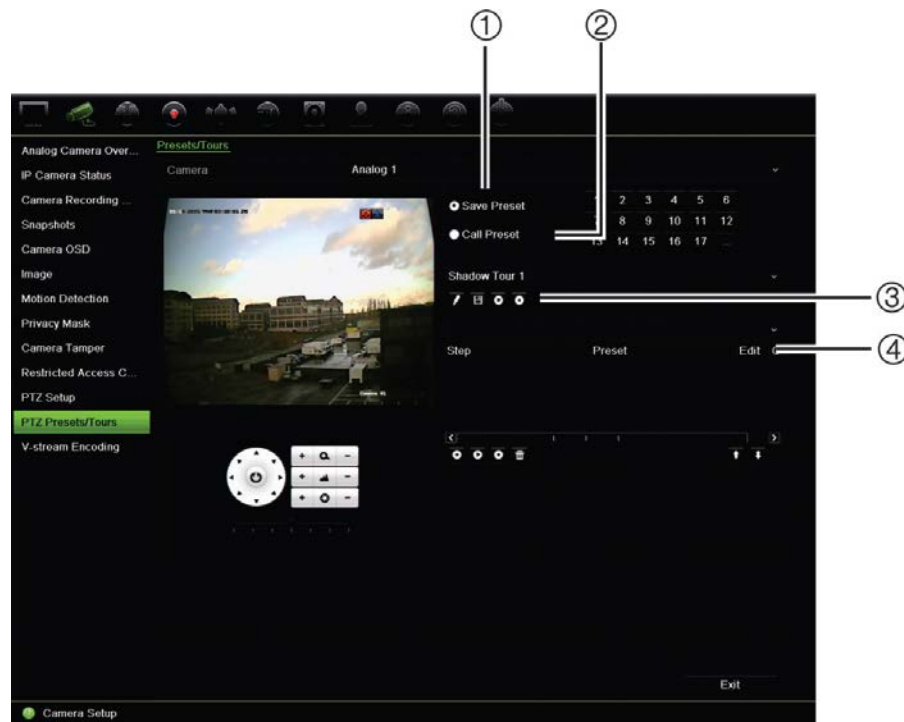 ①
②
Presets/Tours
Camera
Analog 1
Analog Camera Over...
IP Camera Status
Camera Recording ...
Snapshots
Camera OSD
Image
Motion Detection
Privacy Mask
Camera Tamper
Restricted Access C...
PTZ Setup
PTZ Presets/Tours
V-stream Encoding
Save Preset
Call Preset
1 2 3 4 5 6
8 9 10 11 12
13 14 15 16 17 ...
Shadow Tour 1
③
Step Preset Edit
④
+ -
+ -
+ -
Exit
Camera Setup